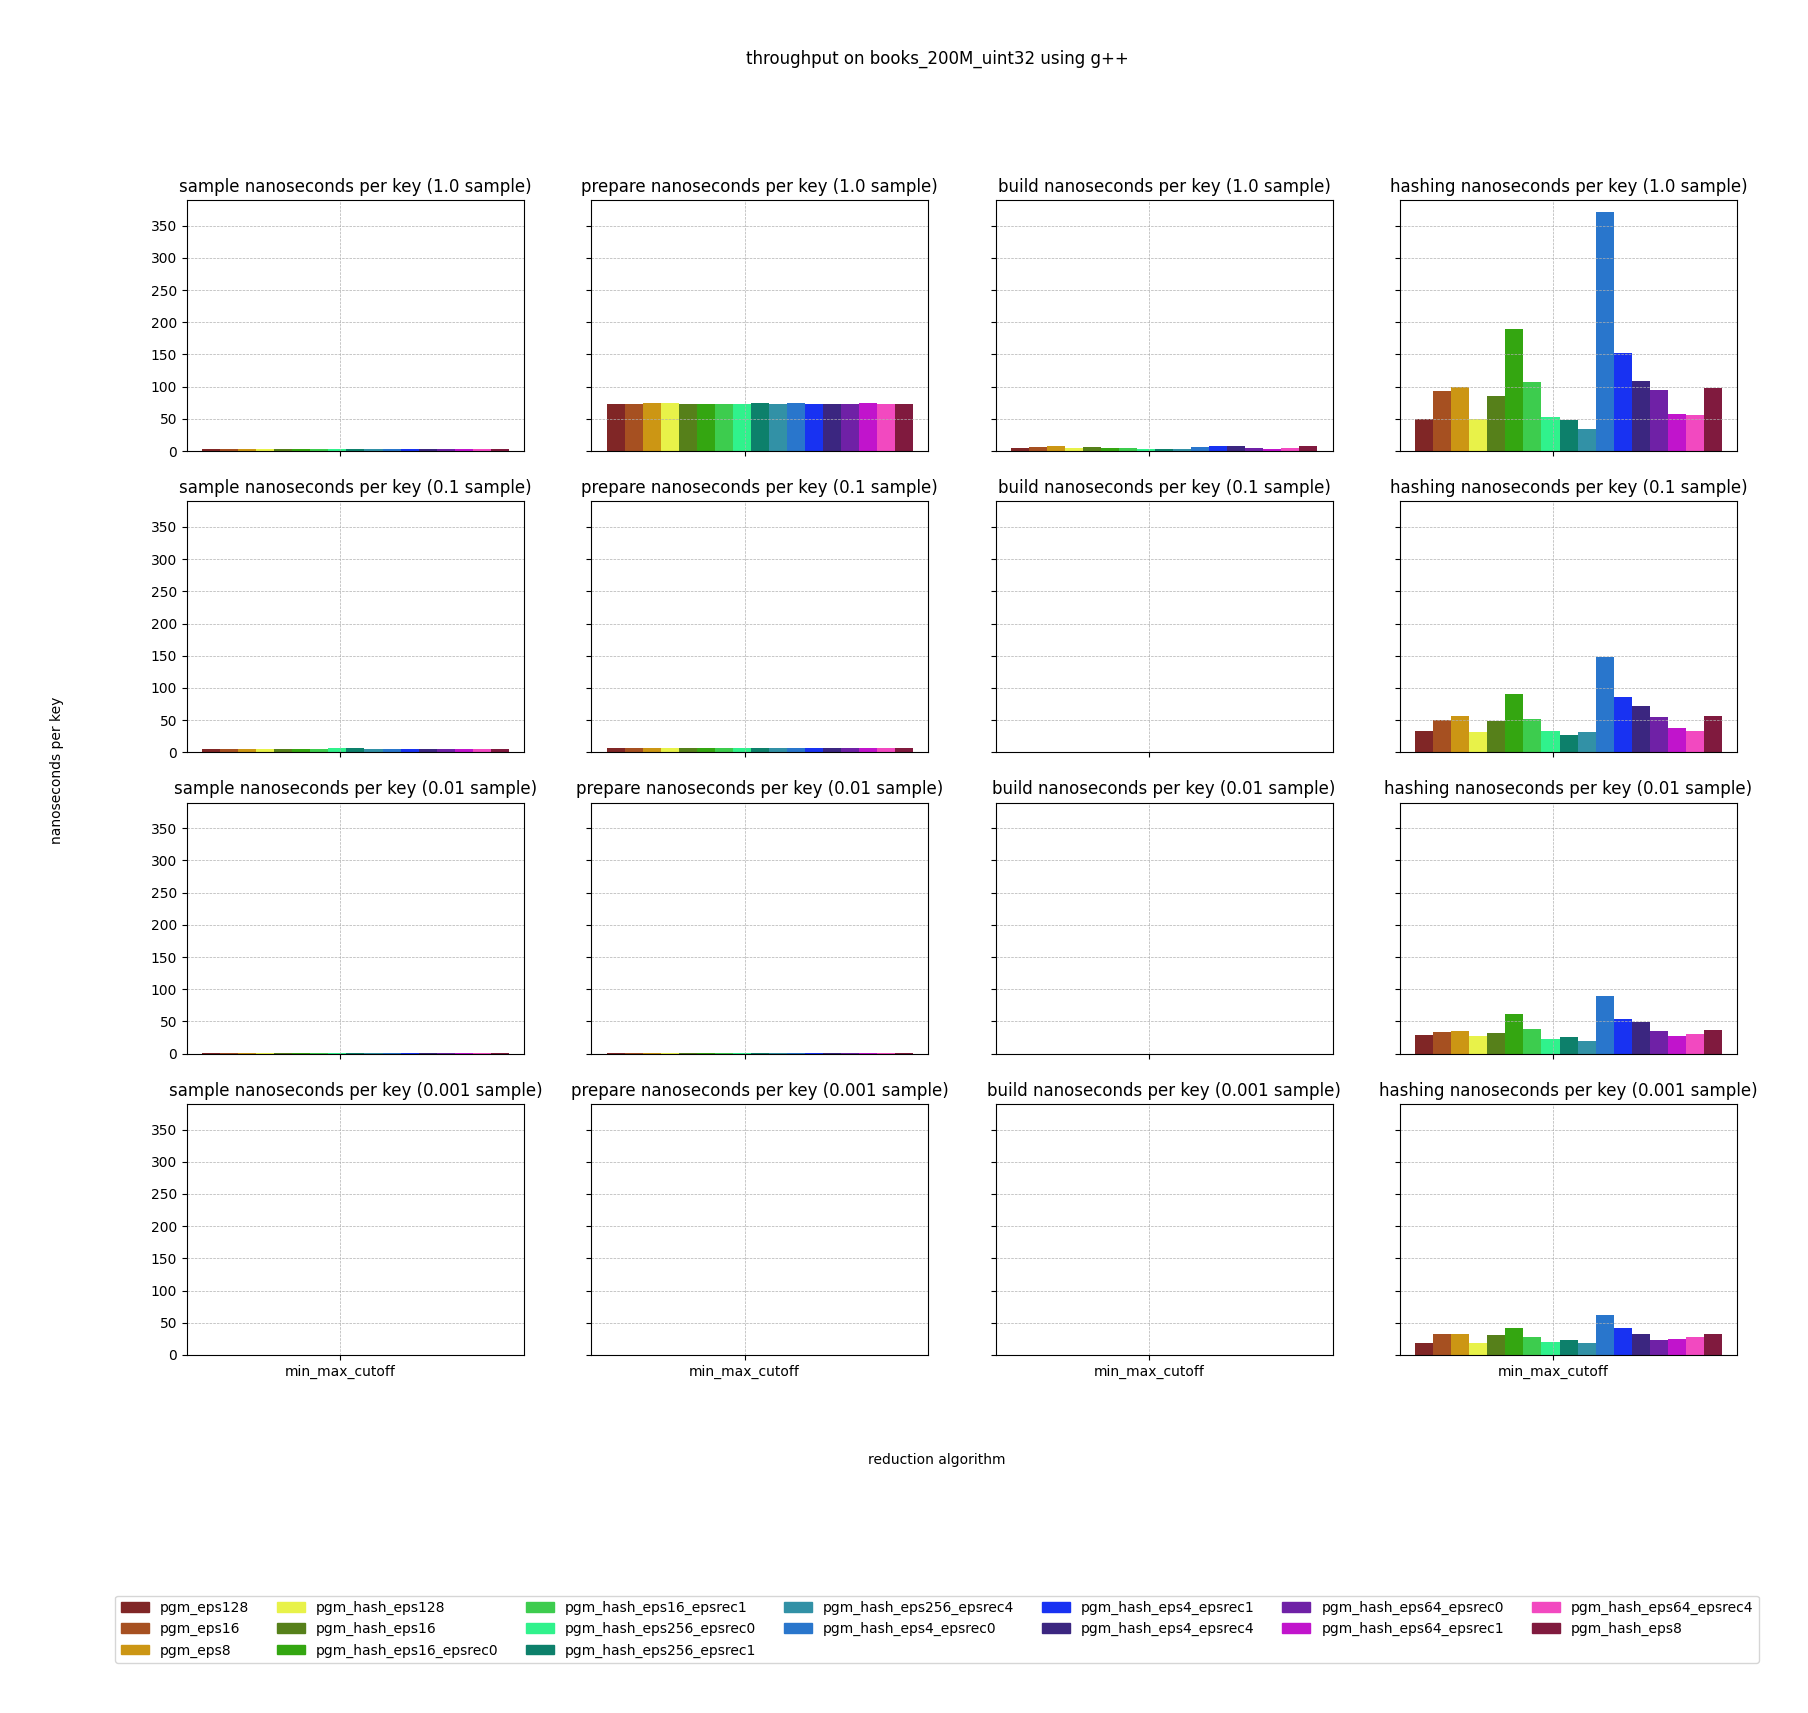 throughput on books_200M_uint32 using g++
sample nanoseconds per key (1.0 sample)
prepare nanoseconds per key (1.0 sample)
build nanoseconds per key (1.0 sample)
hashing nanoseconds per key (1.0 sample)
350
300
250
200
150
100
50
0
sample nanoseconds per key (0.1 sample)
prepare nanoseconds per key (0.1 sample)
build nanoseconds per key (0.1 sample)
hashing nanoseconds per key (0.1 sample)
350
300
250
200
150
100
50
0
sample nanoseconds per key (0.01 sample)
prepare nanoseconds per key (0.01 sample)
build nanoseconds per key (0.01 sample)
hashing nanoseconds per key (0.01 sample)
350
300
250
200
150
100
50
0
sample nanoseconds per key (0.001 sample)
prepare nanoseconds per key (0.001 sample)
build nanoseconds per key (0.001 sample)
hashing nanoseconds per key (0.001 sample)
350
300
250
200
150
100
50
0
min_max_cutoff
min_max_cutoff
min_max_cutoff
min_max_cutoff
nanoseconds per key
reduction algorithm
pgm_eps128
pgm_eps16
pgm_eps8
pgm_hash_eps128
pgm_hash_eps16
pgm_hash_eps16_epsrec0
pgm_hash_eps16_epsrec1
pgm_hash_eps256_epsrec0
pgm_hash_eps256_epsrec1
pgm_hash_eps256_epsrec4
pgm_hash_eps4_epsrec0
pgm_hash_eps4_epsrec1
pgm_hash_eps4_epsrec4
pgm_hash_eps64_epsrec0
pgm_hash_eps64_epsrec1
pgm_hash_eps64_epsrec4
pgm_hash_eps8